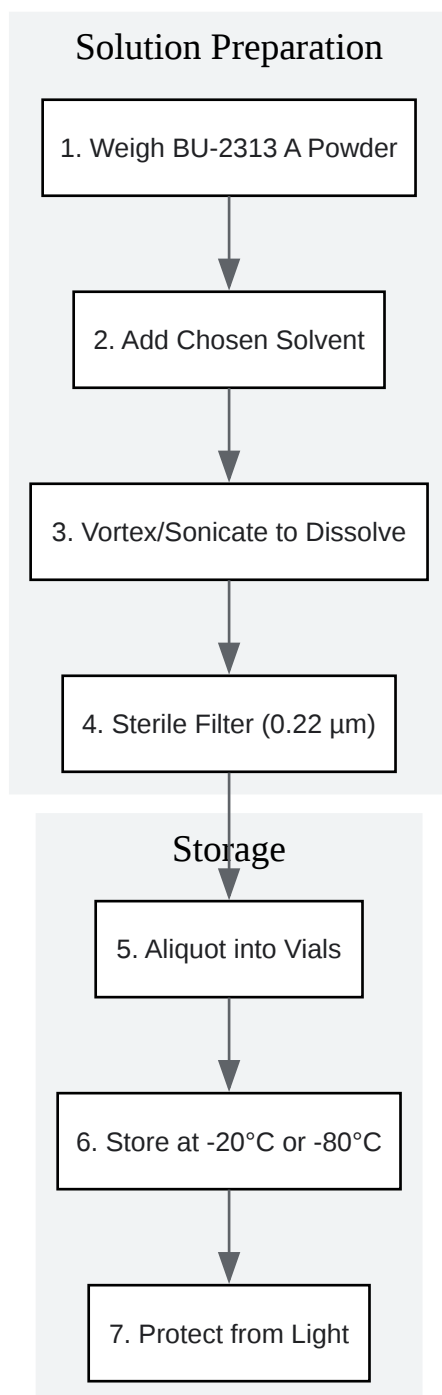 Solution Preparation
1. Weigh BU-2313 A Powder
2. Add Chosen Solvent
3. Vortex/Sonicate to Dissolve
4. Sterile Filter (0.22 µm)
Storage
5. Aliquot into Vials
6. Store at -20°C or -80°C
7. Protect from Light